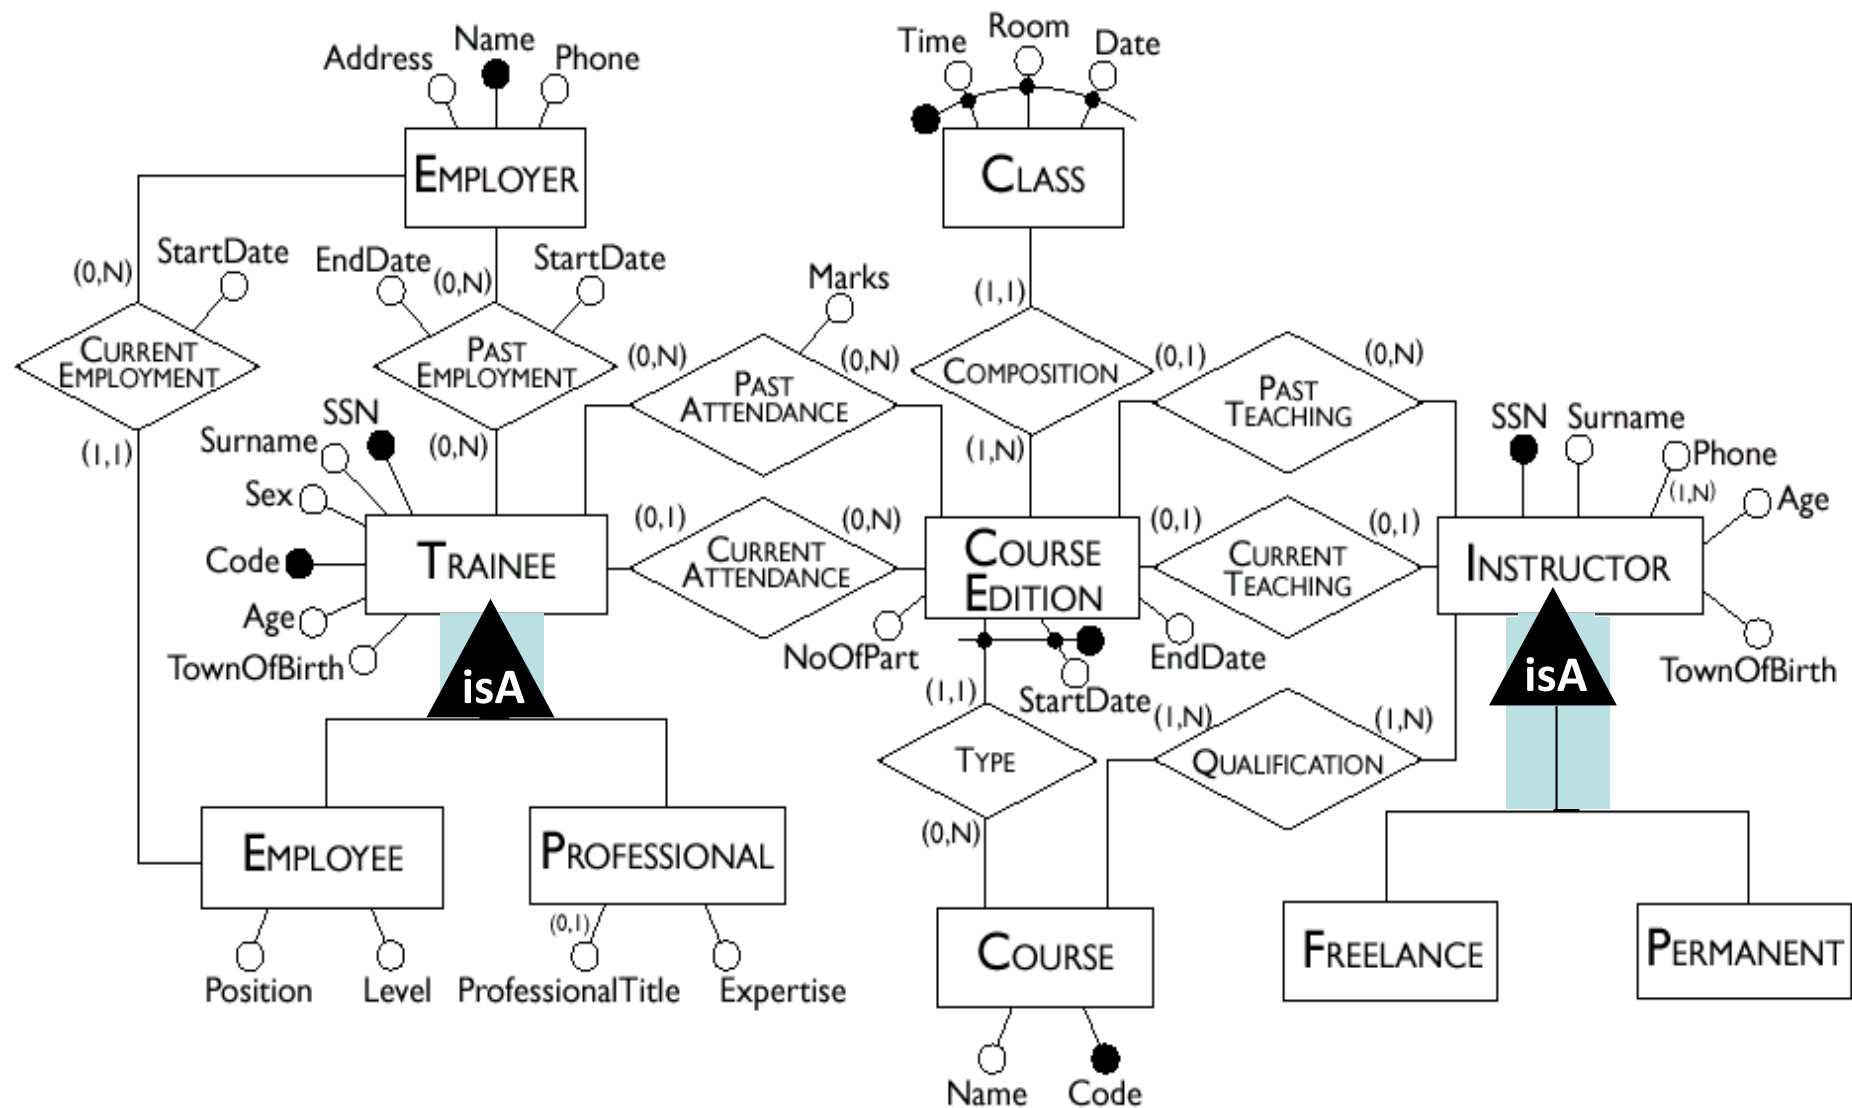 Name
Address
Phone
Room
Time
Date
EMPLOYER
CLASS
StartDate
EndDate
StartDate
(0,N)
(0,N)
Marks
(1,1)
CURRENT
EMPLOYMENT
PAST
EMPLOYMENT
(0,N)
(0,N)
COMPOSITION
(0,1)
(0,N)
PAST
ATTENDANCE
PAST
TEACHING
SSN
Surname
(1,1)
(0,N)
(1,N)
SSN
Surname
Phone
(1,N)
Age
Sex
Code
Age
TownOfBirth
TRAINEE
(0,1)
(0,N)
CURRENT
ATTENDANCE
COURSE
EDITION
(0,1)
(0,1)
CURRENT
TEACHING
INSTRUCTOR
NoOfPart
EndDate
StartDate
TownOfBirth
isA
isA
(1,1)
(1,N)
(1,N)
TYPE
QUALIFICATION
(0,N)
EMPLOYEE
PROFESSIONAL
(0,1)
Position
Level
ProfessionalTitle
Expertise
COURSE
FREELANCE
PERMANENT
Name
Code